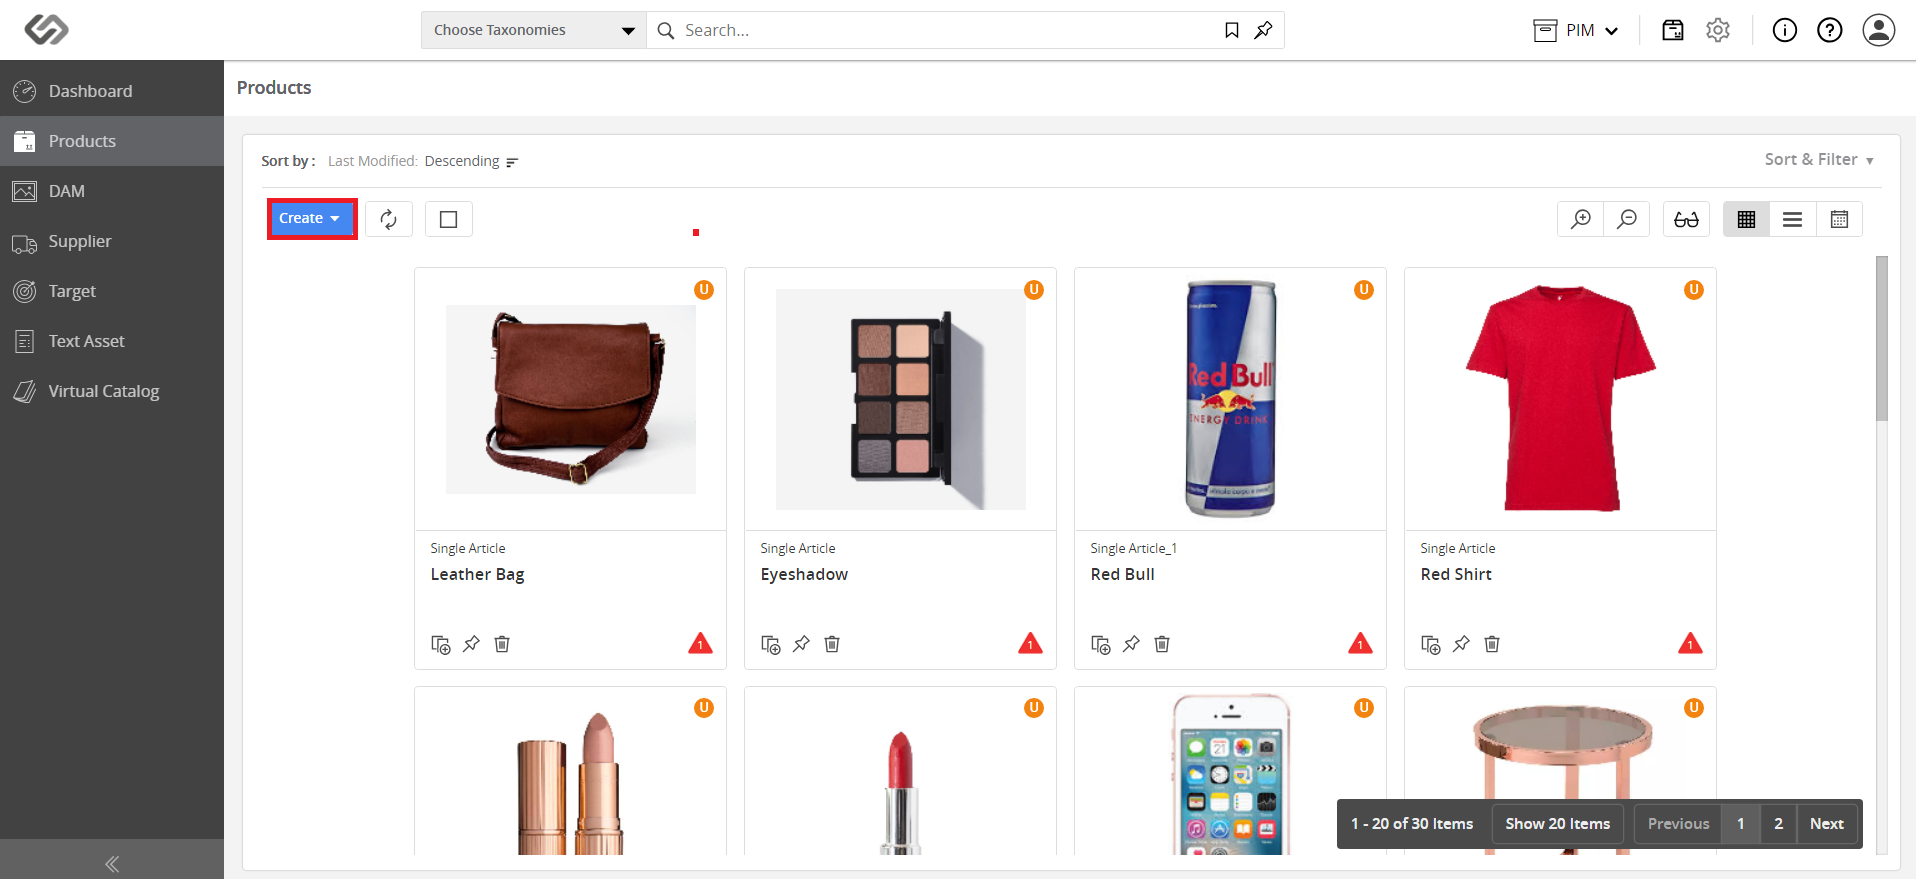 Choose Taxonomies
Search...
PIM
Dashboard
Products
DAM
Supplier
Target
Text Asset
Virtual Catalog
Products
Sort by : Last Modified: Descending
Sort & Filter
Create
U
U
U
U
Red Bull
ENERGY DRINK
Single Article
Leather Bag
1
Single Article
Eyeshadow
1
Single Article_1
Red Bull
1
Single Article
Red Shirt
1
U
U
U
U
21
1 - 20 of 30 Items
Show 20 Items
Previous
1
2
Next